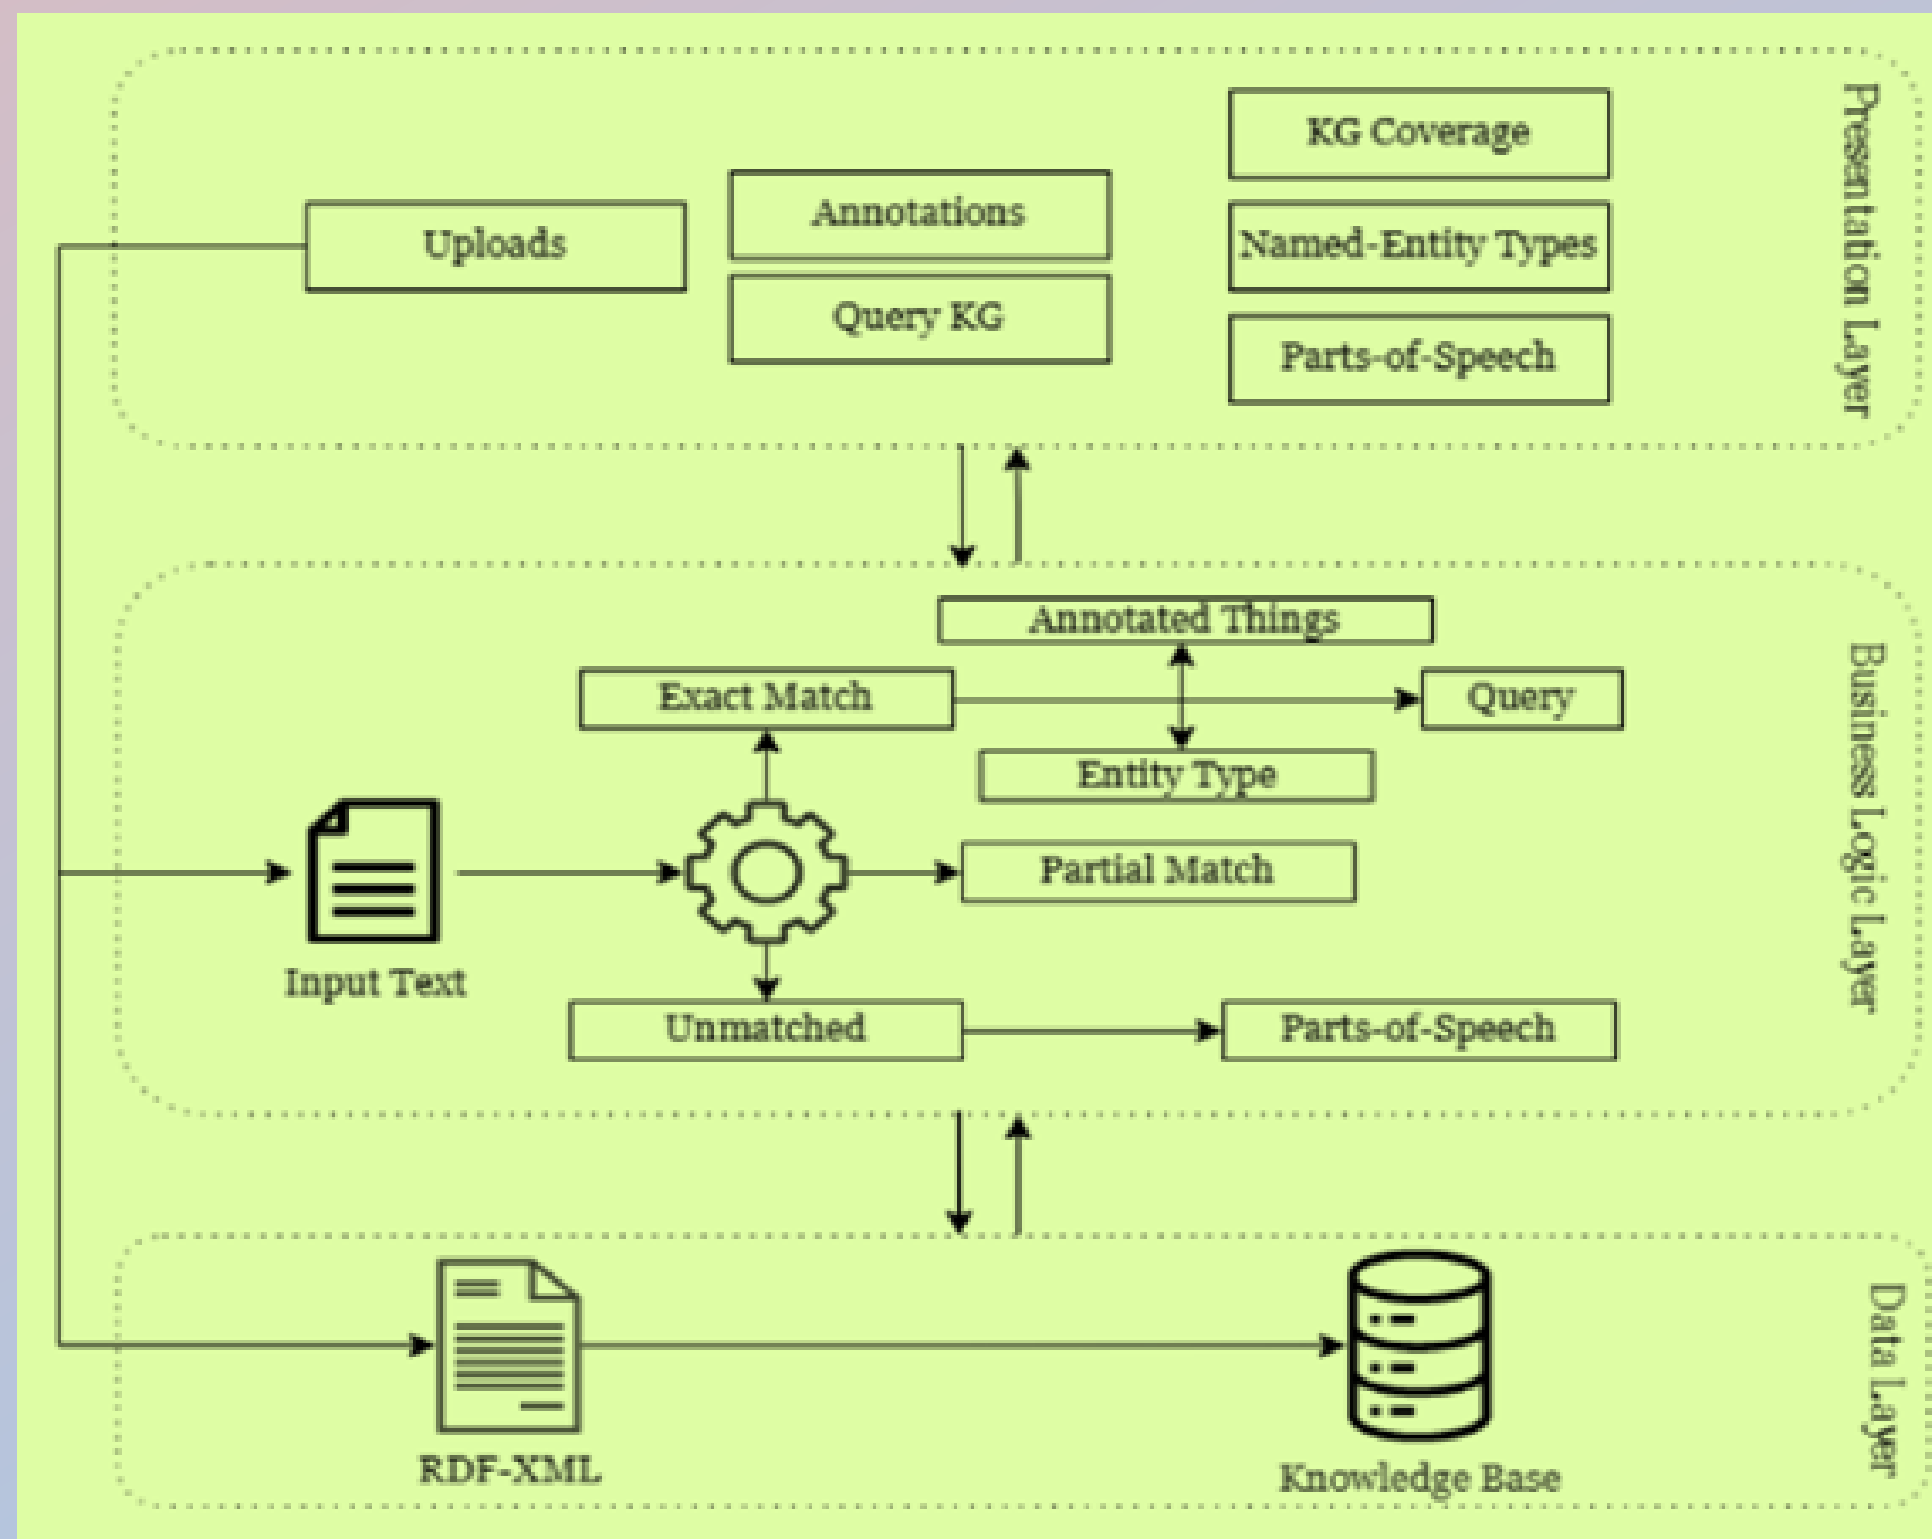 KG Coverage
Annotations
Uploads
Named-Entity Types
Query KG
Parts-of-Speech
Presentation Layer
Annotated Things
Exact Match
Query
Entity Type
Partial Match
Input Text
Unmatched
Parts-of-Speech
Business Logic Layer
RDF-XML
Knowledge Base
Data Layer